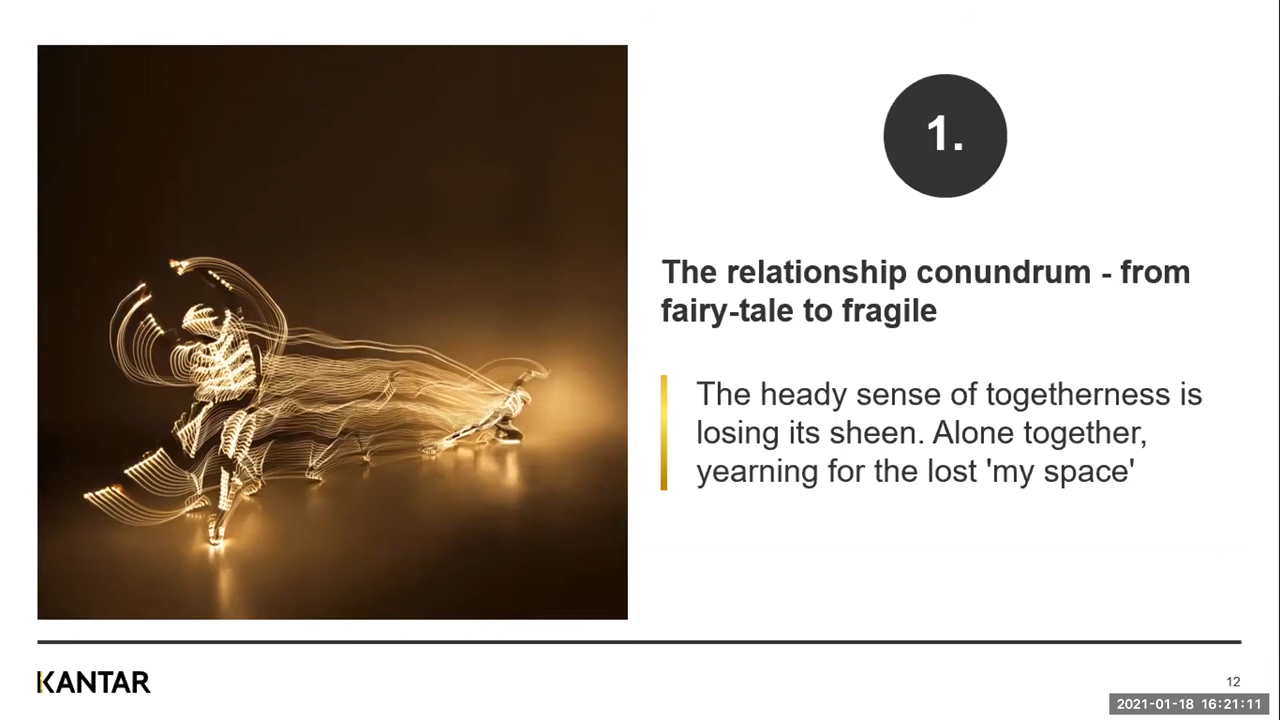 1.
The relationship conundrum - from
fairy-tale to fragile
The heady sense of togetherness is
losing its sheen. Alone together,
yearning for the lost 'my space'
KANTAR
12
2021-01-18 16:21:11